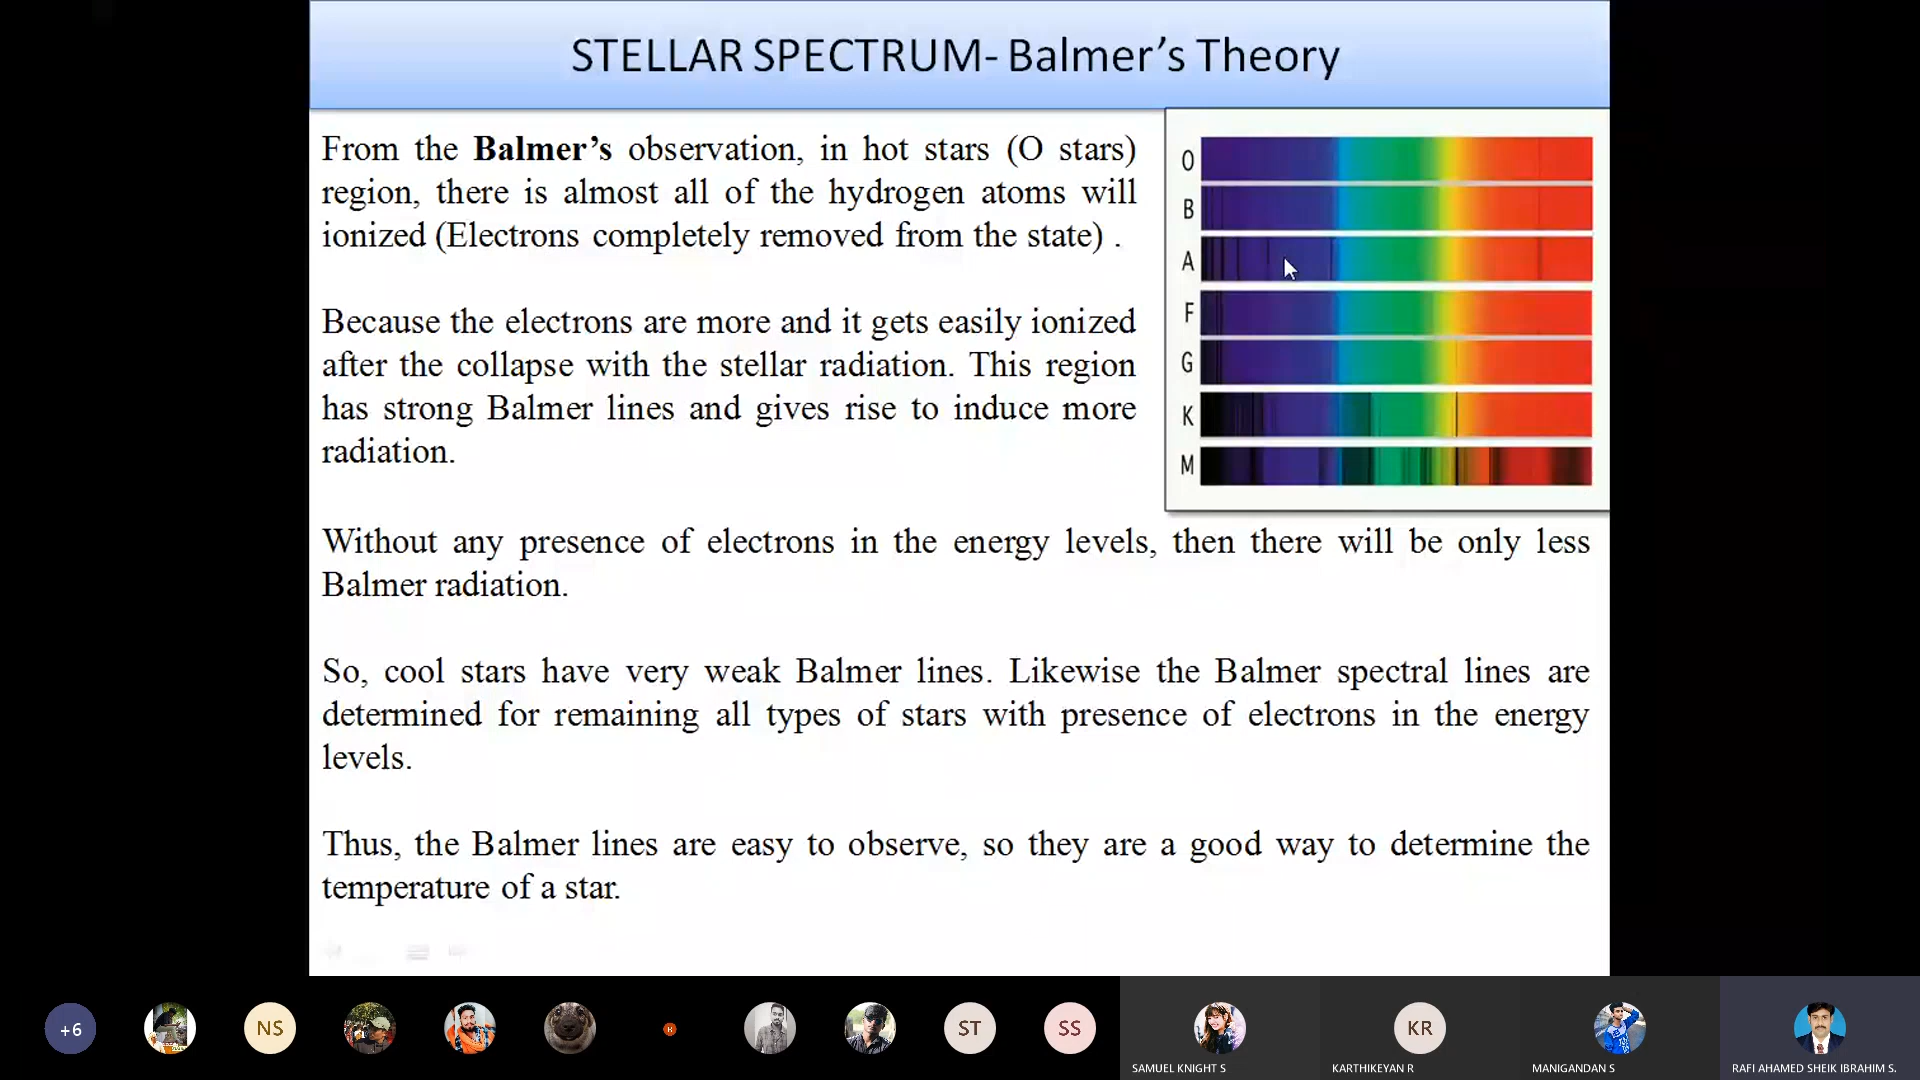 STELLAR SPECTRUM- Balmer’s Theory
From the Balmer’s observation, in hot stars (O stars)
region, there is almost all of the hydrogen atoms will
ionized (Electrons completely removed from the state) .
Because the electrons are more and it gets easily ionized
after the collapse with the stellar radiation. This region
has strong Balmer lines and gives rise to induce more
radiation.
O
B
A
F
G
K
M
Without any presence of electrons in the energy levels, then there will be only less
Balmer radiation.
So, cool stars have very weak Balmer lines. Likewise the Balmer spectral lines are
determined for remaining all types of stars with presence of electrons in the energy
levels.
Thus, the Balmer lines are easy to observe, so they are a good way to determine the
temperature of a star.
+6
NS
ST
SS
KR
SAMUEL KNIGHT S
KARTHIKEYAN R
MANIGANDAN S
RAFI AHAMED SHEIK IBRAHIM S.